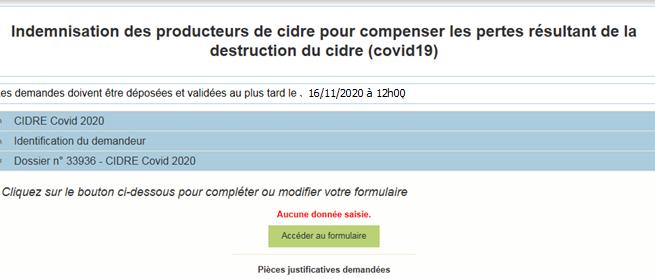 Indemnisation des producteurs de cidre pour compenser les pertes résultant de la
destruction du cidre (covid19)
es demandes doivent être déposées et validées au plus tard le . 16/11/2020 à 12h00
CIDRE Covid 2020
Identification du demandeur
Dossier n° 33936 - CIDRE Covid 2020
Cliquez sur le bouton ci-dessous pour compléter ou modifier votre formulaire
Aucune donnée saisie.
Accéder au formulaire
Pièces justificatives demandées